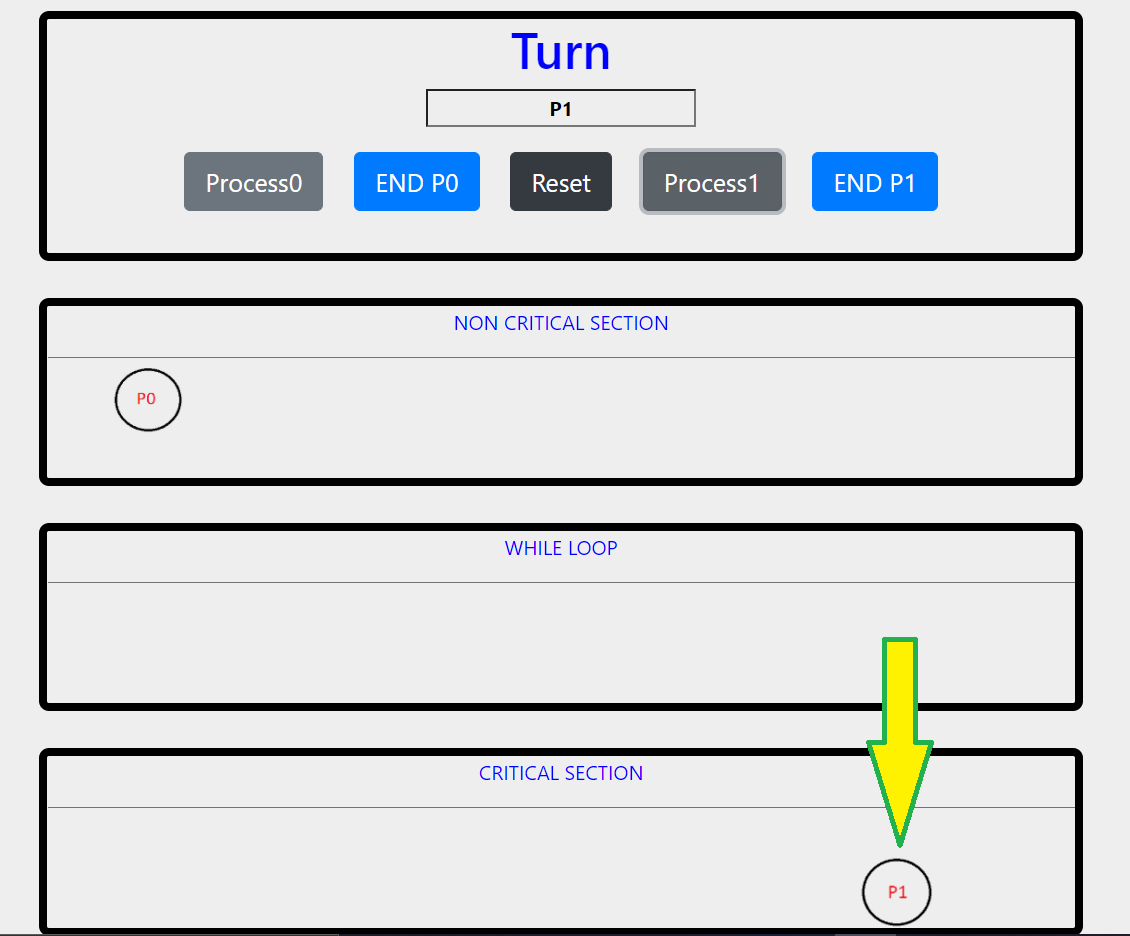 Turn
P1
Process0 END P0 Reset Process1 END P1
NON CRITICAL SECTION
P0
WHILE LOOP
CRITICAL SECTION
P1